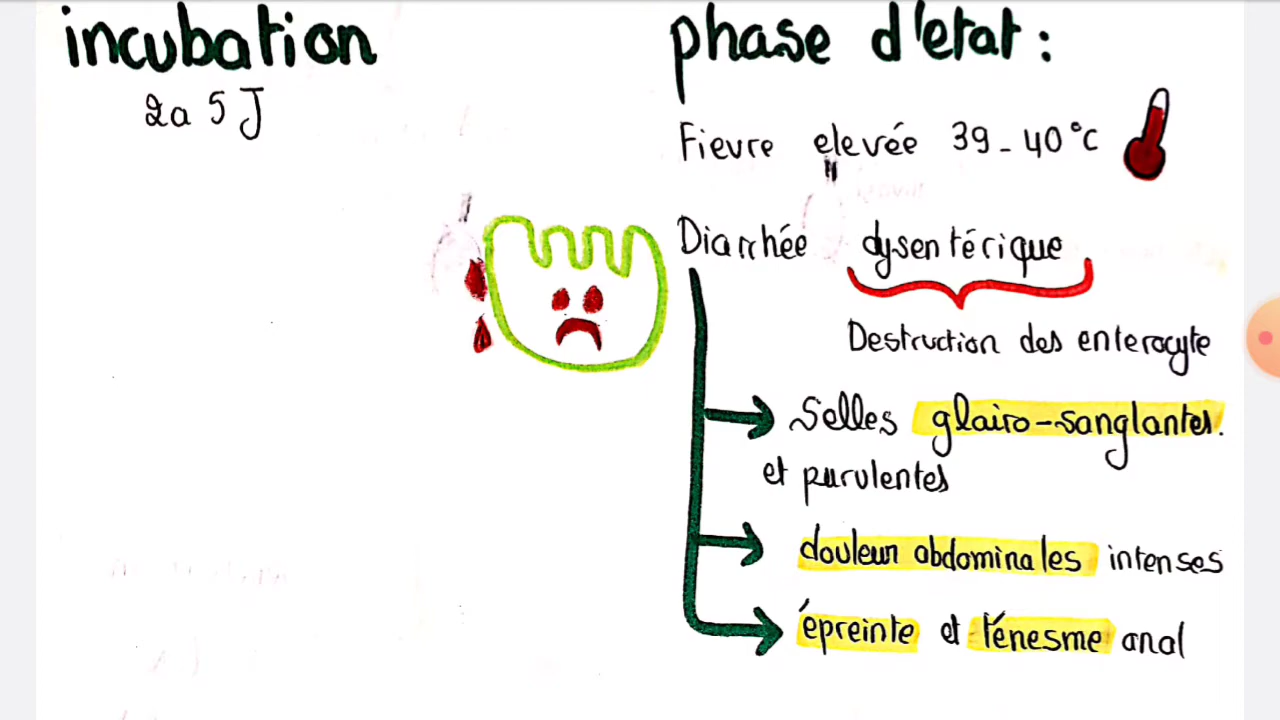 incubation
2a 5 J
phase d'etat :
Fievre elevée 39 - 40°C
Diarrhée dysentérique
Destruction des enterocyte
Selles glairo-sanglantes.
et purulentes
douleur abdominales intenses
épreinte et ténesme anal